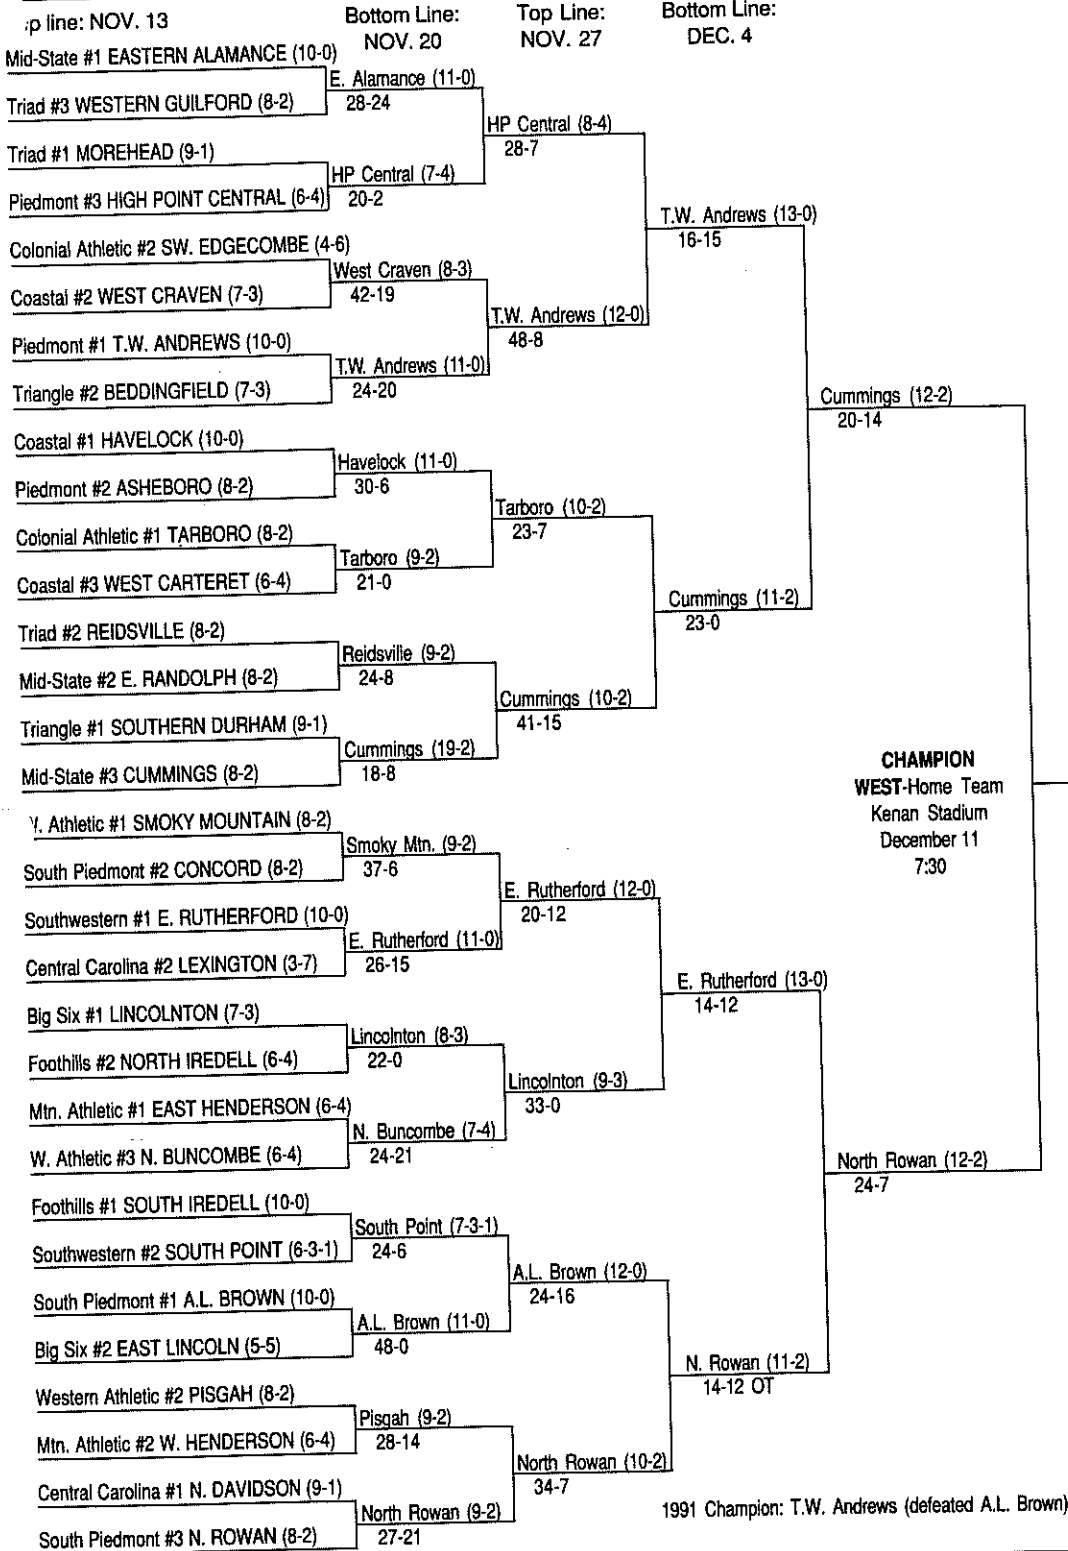 p line: NOV. 13
Bottom Line:
NOV. 20
Top Line:
NOV. 27
Bottom Line:
DEC. 4
Mid-State #1 EASTERN ALAMANCE (10-0)
E. Alamance (11-0)
28-24
Triad #3 WESTERN GUILFORD (8-2)
HP Central (8-4)
28-7
Triad #1 MOREHEAD (9-1)
HP Central (7-4)
20-2
Piedmont #3 HIGH POINT CENTRAL (6-4)
T.W. Andrews (13-0)
16-15
Colonial Athletic #2 SW. EDGECOMBE (4-6)
West Craven (8-3)
42-19
Coastal #2 WEST CRAVEN (7-3)
T.W. Andrews (12-0)
48-8
Piedmont #1 T.W. ANDREWS (10-0)
T.W. Andrews (11-0)
24-20
Triangle #2 BEDDINGFIELD (7-3)
Cummings (12-2)
20-14
Coastal #1 HAVELOCK (10-0)
Havelock (11-0)
30-6
Piedmont #2 ASHEBORO (8-2)
Tarboro (10-2)
23-7
Colonial Athletic #1 TARBORO (8-2)
Tarboro (9-2)
21-0
Coastal #3 WEST CARTERET (6-4)
Cummings (11-2)
23-0
Triad #2 REIDSVILLE (8-2)
Reidsville (9-2)
24-8
Mid-State #2 E. RANDOLPH (8-2)
Cummings (10-2)
41-15
Triangle #1 SOUTHERN DURHAM (9-1)
Cummings (19-2)
18-8
Mid-State #3 CUMMINGS (8-2)
CHAMPION
WEST-Home Team
Kenan Stadium
December 11
7:30
Athletic #1 SMOKY MOUNTAIN (8-2)
Smoky Mtn. (9-2)
37-6
South Piedmont #2 CONCORD (8-2)
E. Rutherford (12-0)
20-12
Southwestern #1 E. RUTHERFORD (10-0)
E. Rutherford (11-0)
26-15
Central Carolina #2 LEXINGTON (3-7)
E. Rutherford (13-0)
14-12
Big Six #1 LINCOLNTON (7-3)
Lincolnton (8-3)
22-0
Foothills #2 NORTH IREDELL (6-4)
Lincolnton (9-3)
33-0
Mtn. Athletic #1 EAST HENDERSON (6-4)
N. Buncombe (7-4)
24-21
W. Athletic #3 N. BUNCOMBE (6-4)
North Rowan (12-2)
24-7
Foothills #1 SOUTH IREDELL (10-0)
South Point (7-3-1)
24-6
Southwestern #2 SOUTH POINT (6-3-1)
A.L. Brown (12-0)
24-16
South Piedmont #1 A.L. BROWN (10-0)
A.L. Brown (11-0)
48-0
Big Six #2 EAST LINCOLN (5-5)
N. Rowan (11-2)
14-12 OT
Western Athletic #2 PISGAH (8-2)
Pisgah (9-2)
28-14
Mtn. Athletic #2 W. HENDERSON (6-4)
North Rowan (10-2)
34-7
Central Carolina #1 N. DAVIDSON (9-1)
North Rowan (9-2)
27-21
South Piedmont #3 N. ROWAN (8-2)
1991 Champion: T.W. Andrews (defeated A.L. Brown)